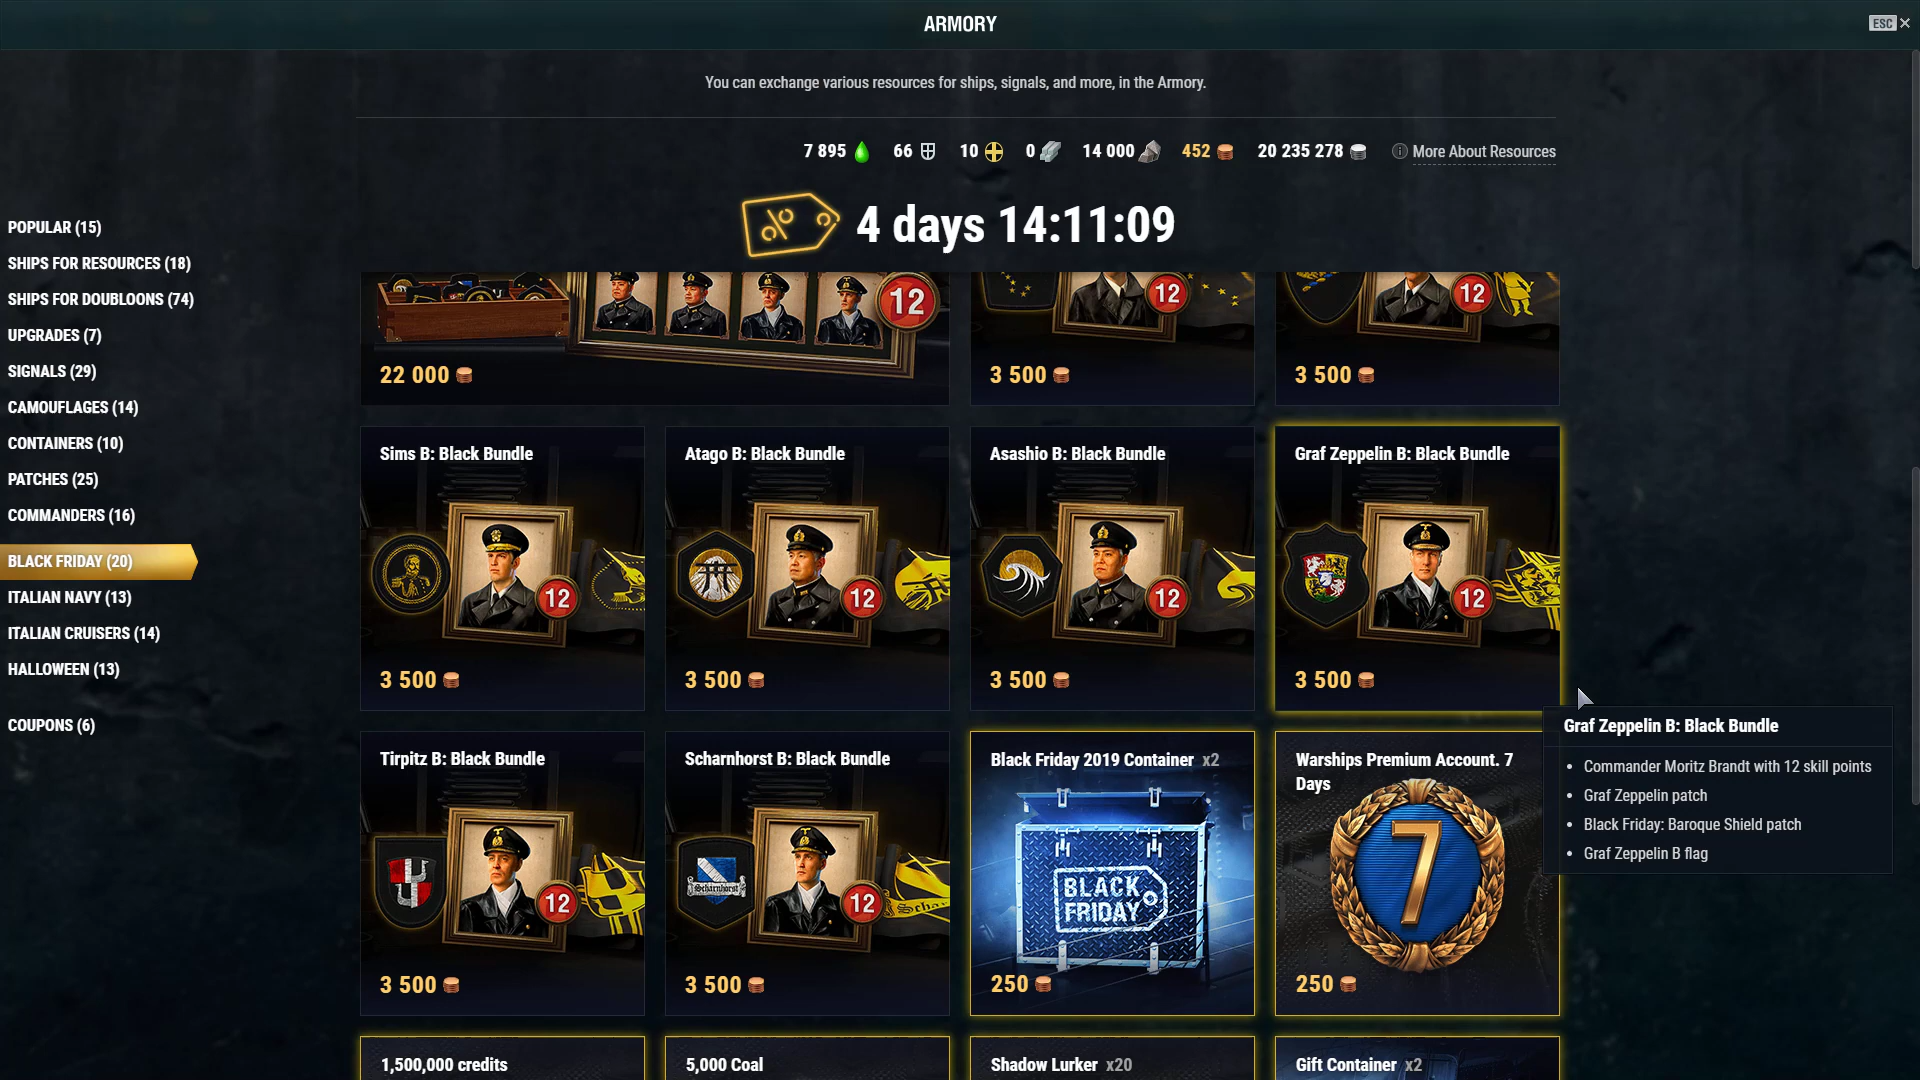 ARMORY
ESC
You can exchange various resources for ships, signals, and more, in the Armory.
7 895 66 10 0 14 000 452 20 235 278 More About Resources
4 days 14:11:09
POPULAR (15)
SHIPS FOR RESOURCES (18)
SHIPS FOR DOUBLOONS (74)
UPGRADES (7)
SIGNALS (29)
CAMOUFLAGES (14)
CONTAINERS (10)
PATCHES (25)
COMMANDERS (16)
BLACK FRIDAY (20)
ITALIAN NAVY (13)
ITALIAN CRUISERS (14)
HALLOWEEN (13)
COUPONS (6)
12 12 12
22 000 3 500 3 500
Sims B: Black Bundle
12
3 500
Atago B: Black Bundle
12
3 500
Asashio B: Black Bundle
12
3 500
Graf Zeppelin B: Black Bundle
12
3 500
Tirpitz B: Black Bundle
12
3 500
Scharnhorst B: Black Bundle
Scharnhorst
12
3 500
Black Friday 2019 Container x2
BLACK
FRIDAY
250
Warships Premium Account. 7
Days
7
250
Graf Zeppelin B: Black Bundle
• Commander Moritz Brandt with 12 skill points
• Graf Zeppelin patch
• Black Friday: Baroque Shield patch
• Graf Zeppelin B flag
1,500,000 credits
5,000 Coal
Shadow Lurker x20
Gift Container x2